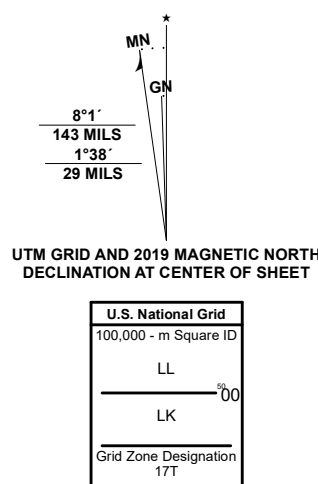 ★
MN
GN
8°1´
143 MILS
1°38´
29 MILS
UTM GRID AND 2019 MAGNETIC NORTH
DECLINATION AT CENTER OF SHEET
U.S. National Grid
100,000 - m Square ID
LL
50 00
LK
Grid Zone Designation
17T